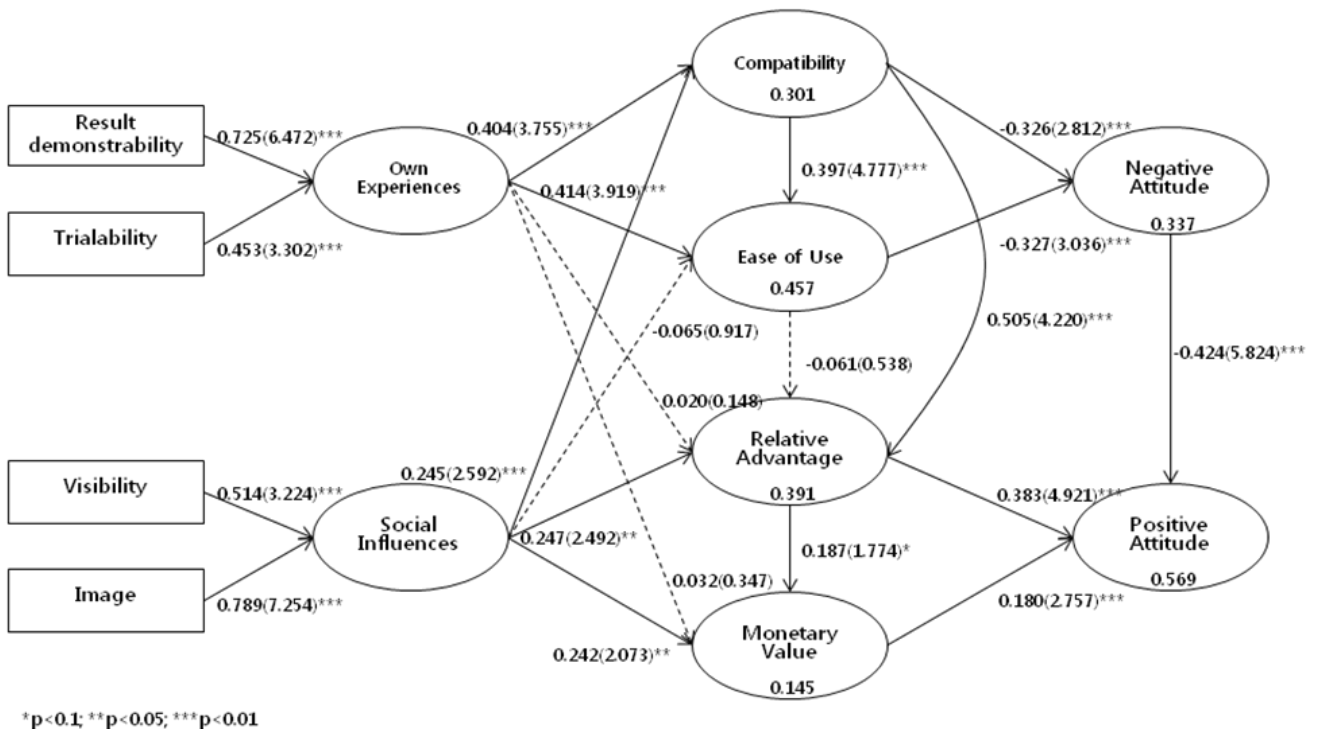 Compatibility
0.301
Result
demonstrability
0.725(6.472)***
0.404(3.755)***
-0.326(2.812)***
Own
Experiences
0.397(4.777)***
Negative
Attitude
0.337
0.414(3.919)***
Trialability
0.453(3.302)***
Ease of Use
0.457
-0.327(3.036)***
-0.065(0.917)
0.505(4.220)***
-0.061(0.538)
-0.424(5.824)***
0.020(0.148)
Relative
Advantage
0.391
Visibility
0.514(3.224)***
0.245(2.592)***
0.383(4.921)***
Social
Influences
0.247(2.492)**
Positive
Attitude
0.569
0.187(1.774)*
Image
0.789(7.254)***
0.032(0.347)
0.180(2.757)***
Monetary
Value
0.145
0.242(2.073)**
*p<0.1; **p<0.05; ***p<0.01